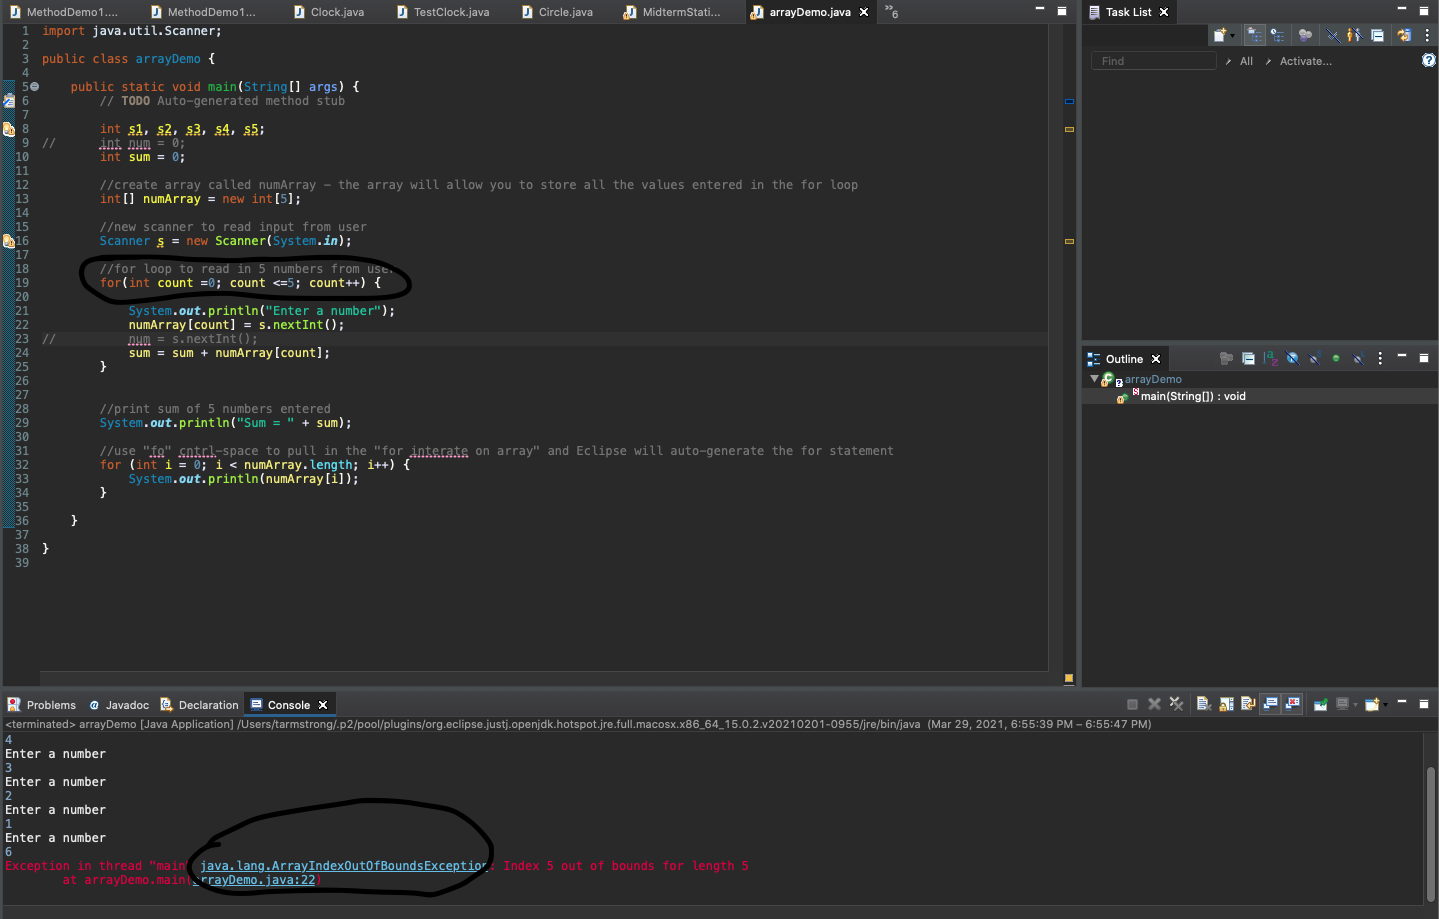 MethodDemo1....
MethodDemo1...
Clock.java
TestClock.java
Circle.java
MidtermStati...
arrayDemo.java
»6
Task List
Find
All
Activate...
1 import java.util.Scanner;
2
3 public class arrayDemo {
4
5 public static void main(String[] args) {
6 // TODO Auto-generated method stub
7
8 int s1, s2, s3, s4, s5;
9 // int num = 0;
10 int sum = 0;
11
12 //create array called numArray - the array will allow you to store all the values entered in the for loop
13 int[] numArray = new int[5];
14
15 //new scanner to read input from user
16 Scanner s = new Scanner(System.in);
17
18 //for loop to read in 5 numbers from use
19 for(int count =0; count <=5; count++) {
20
21 System.out.println("Enter a number");
22 numArray[count] = s.nextInt();
23 // num = s.nextInt();
24 sum = sum + numArray[count];
25 }
26
27
28 //print sum of 5 numbers entered
29 System.out.println("Sum = " + sum);
30
31 //use "fo" cntrl-space to pull in the "for interate on array" and Eclipse will auto-generate the for statement
32 for (int i = 0; i < numArray.length; i++) {
33 System.out.println(numArray[i]);
34 }
35
36 }
37
38 }
39
Outline
arrayDemo
main(String[]) : void
Problems
Javadoc
Declaration
Console
<terminated> arrayDemo [Java Application] /Users/tarmstrong/.p2/pool/plugins/org.eclipse.justj.openjdk.hotspot.jre.full.macosx.x86_64_15.0.2.v20210201-0955/jre/bin/java (Mar 29, 2021, 6:55:39 PM – 6:55:47 PM)
4
Enter a number
3
Enter a number
2
Enter a number
1
Enter a number
6
Exception in thread "main" java.lang.ArrayIndexOutOfBoundsException: Index 5 out of bounds for length 5
at arrayDemo.main(arrayDemo.java:22)